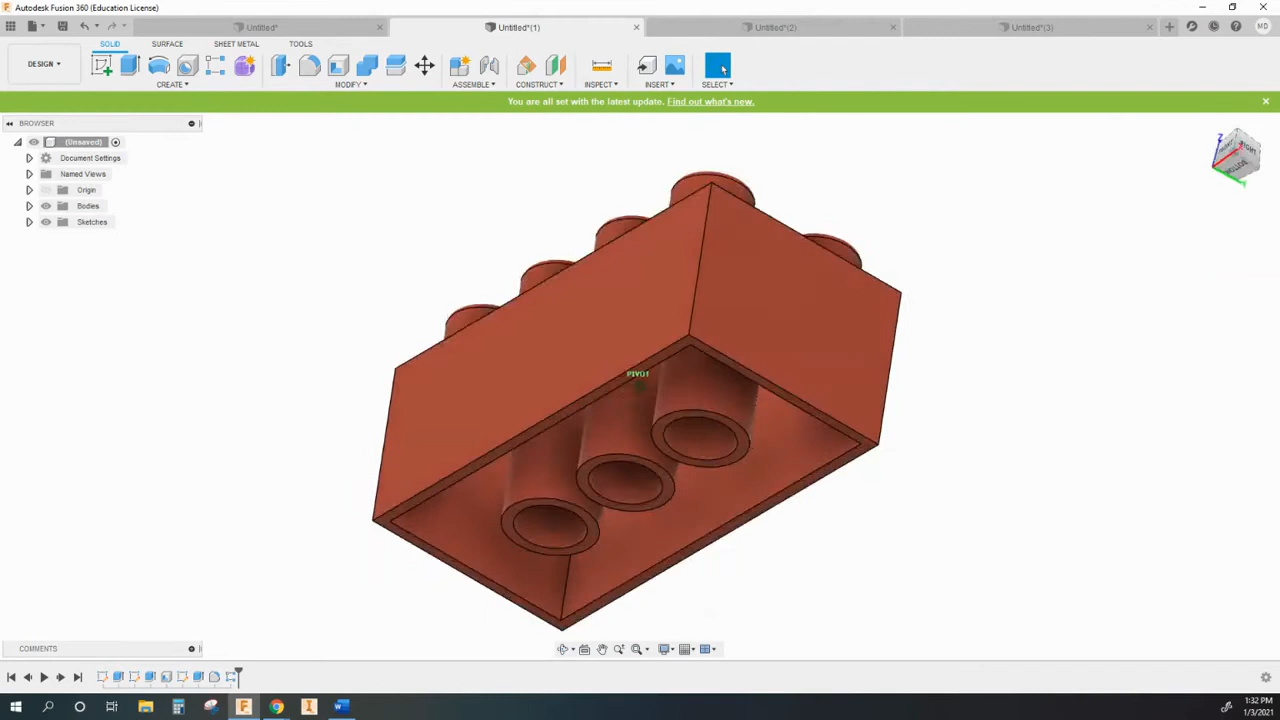 Autodesk Fusion 360 (Education License)
Untitled*
Untitled*(1)
Untitled*(2)
Untitled*(3)
MD
SOLID
SURFACE
SHEET METAL
TOOLS
DESIGN
CREATE
MODIFY
ASSEMBLE
CONSTRUCT
INSPECT
INSERT
SELECT
You are all set with the latest update. Find out what's new.
BROWSER
(Unsaved)
Document Settings
Named Views
Origin
Bodies
Sketches
Z
RIGHT
PIVOT
COMMENTS
1:32 PM
1/3/2021